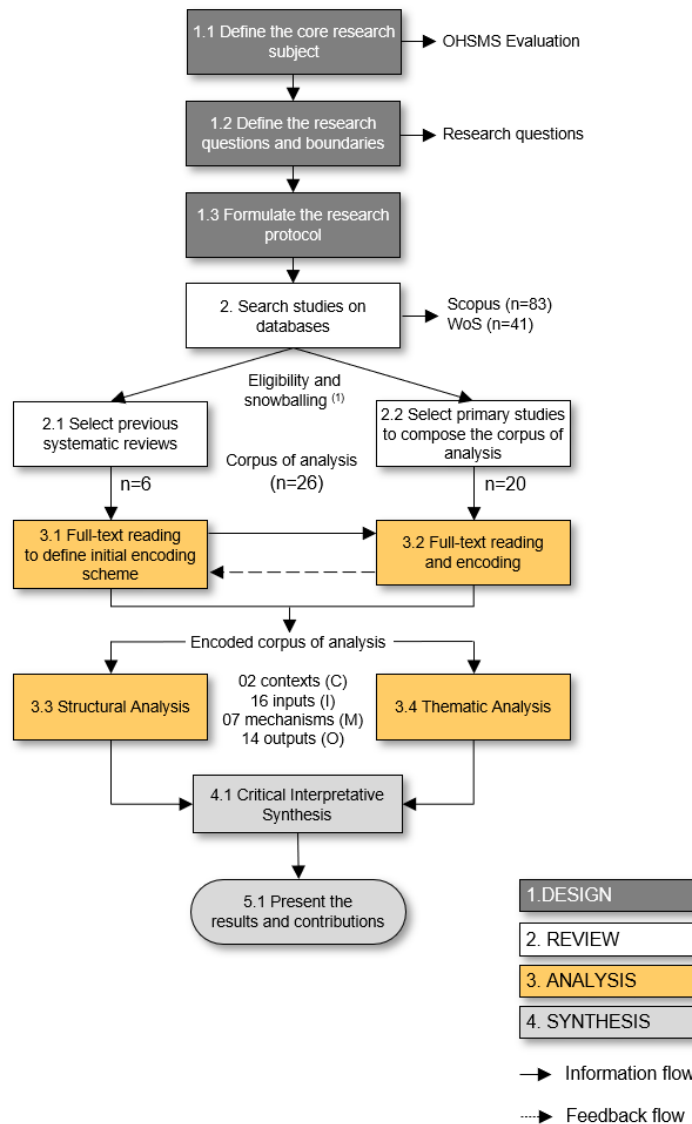 1.1 Define the core research
subject
OHSMS Evaluation
1.2 Define the research
questions and boundaries
Research questions
1.3 Formulate the research
protocol
2. Search studies on
databases
Scopus (n=83)
WoS (n=41)
Eligibility and
snowballing (1)
2.1 Select previous
systematic reviews
2.2 Select primary studies
to compose the corpus of
analysis
n=6
Corpus of analysis
(n=26)
n=20
3.1 Full-text reading
to define initial encoding
scheme
3.2 Full-text reading
and encoding
Encoded corpus of analysis
3.3 Structural Analysis
02 contexts (C)
16 inputs (I)
07 mechanisms (M)
14 outputs (O)
3.4 Thematic Analysis
4.1 Critical Interpretative
Synthesis
5.1 Present the
results and contributions
1.DESIGN
2. REVIEW
3. ANALYSIS
4. SYNTHESIS
Information flow
Feedback flow